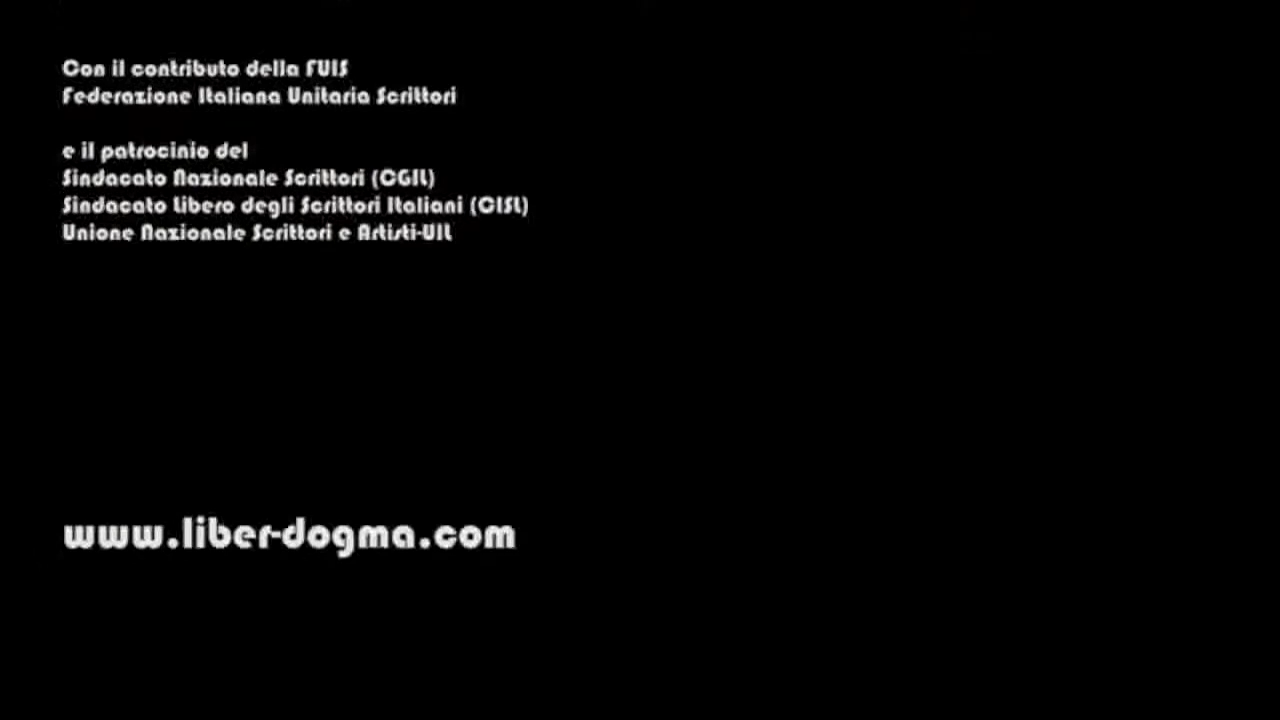 Con il contributo della FUIS
Federazione Italiana Unitaria Scrittori
e il patrocinio del
Sindacato Nazionale Scrittori (CGIL)
Sindacato Libero degli Scrittori Italiani (CISL)
Unione Nazionale Scrittori e Artisti-UIL
www.liber-dogma.com